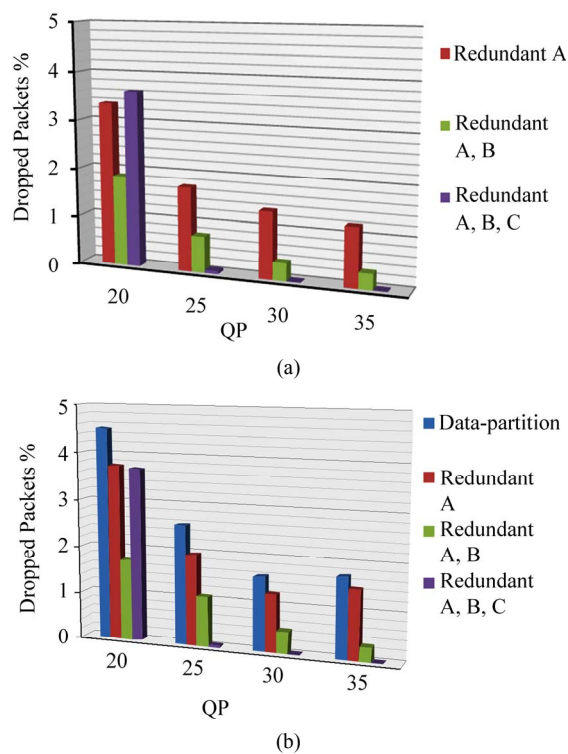 5
4
3
2
1
0
Dropped Packets %
20
25
30
35
QP
Redundant A
Redundant
A, B
Redundant
A, B, C
(a)
5
4
3
2
1
0
Dropped Packets %
20
25
30
35
QP
Data-partition
Redundant
A
Redundant
A, B
Redundant
A, B, C
(b)